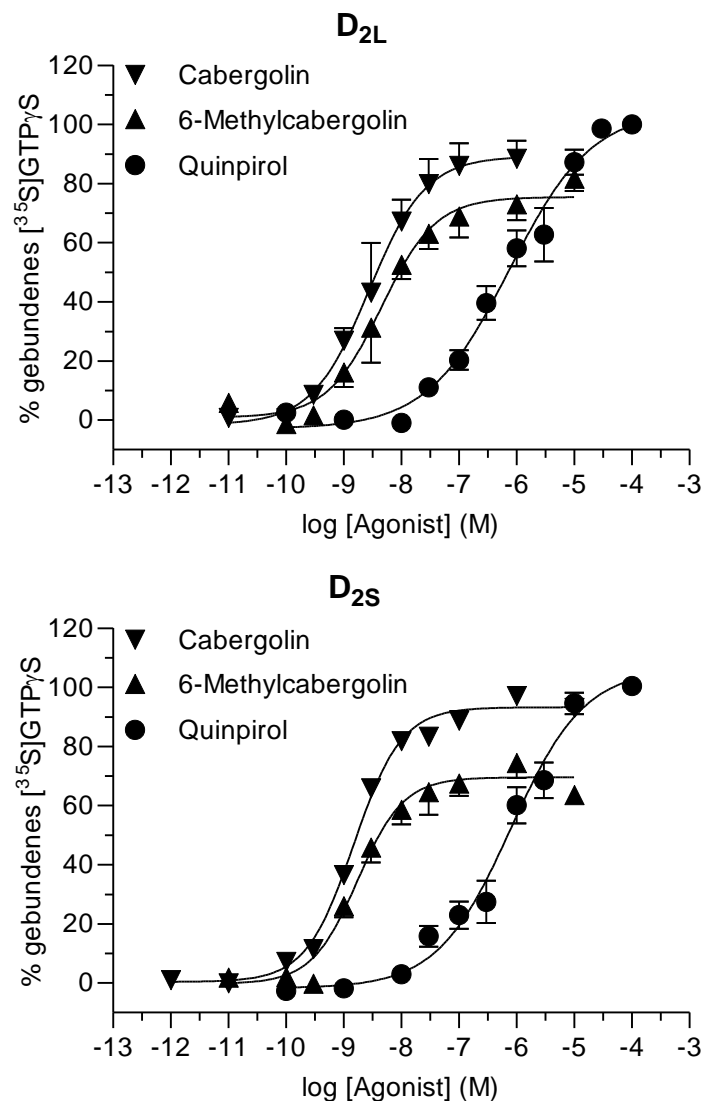 D2L
120
100
80
60
40
20
0
% gebundenes [35S]GTPγS
Cabergolin
6-Methylcabergolin
Quinpirol
-13 -12 -11 -10 -9 -8 -7 -6 -5 -4 -3
log [Agonist] (M)
D2S
120
100
80
60
40
20
0
% gebundenes [35S]GTPγS
Cabergolin
6-Methylcabergolin
Quinpirol
-13 -12 -11 -10 -9 -8 -7 -6 -5 -4 -3
log [Agonist] (M)